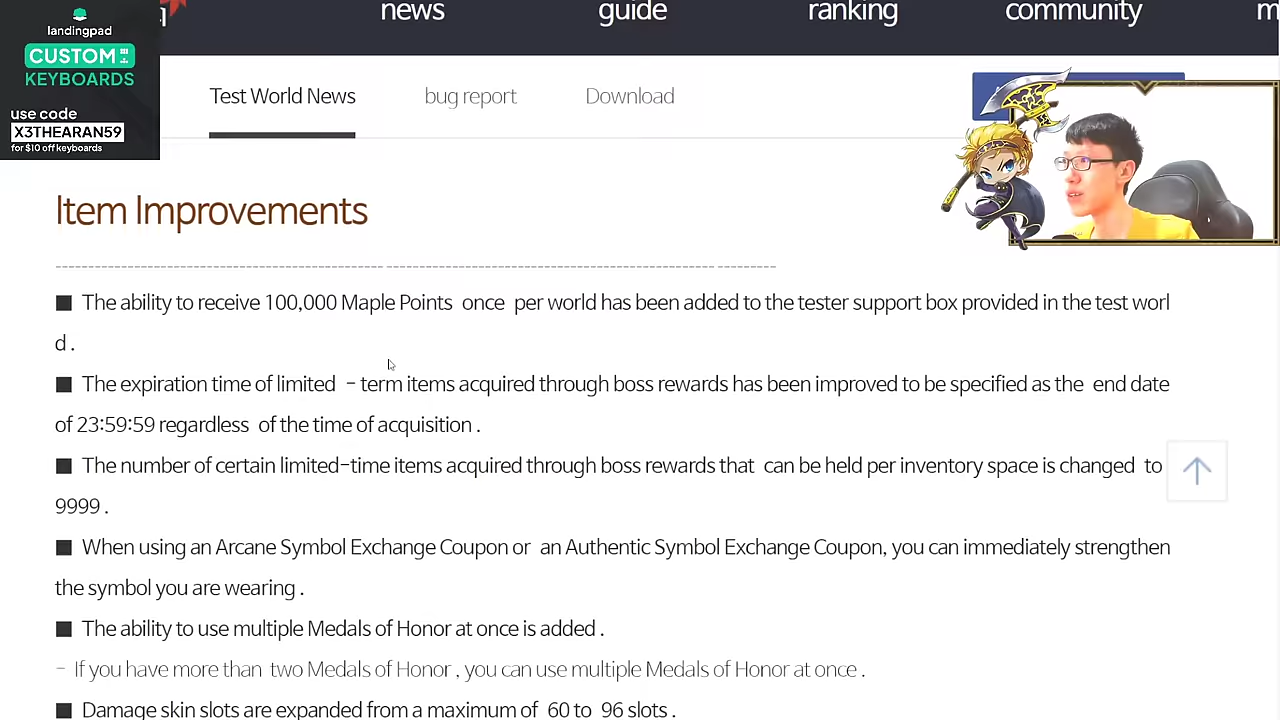 landingpad
CUSTOM
KEYBOARDS
use code
X3THEARAN59
for $10 off keyboards
news
guide
ranking
community
Test World News
bug report
Download
Item Improvements
■ The ability to receive 100,000 Maple Points once per world has been added to the tester support box provided in the test worl
d .
■ The expiration time of limited - term items acquired through boss rewards has been improved to be specified as the end date
of 23:59:59 regardless of the time of acquisition .
■ The number of certain limited-time items acquired through boss rewards that can be held per inventory space is changed to
9999 .
■ When using an Arcane Symbol Exchange Coupon or an Authentic Symbol Exchange Coupon, you can immediately strengthen
the symbol you are wearing .
■ The ability to use multiple Medals of Honor at once is added .
- If you have more than two Medals of Honor , you can use multiple Medals of Honor at once .
■ Damage skin slots are expanded from a maximum of 60 to 96 slots .